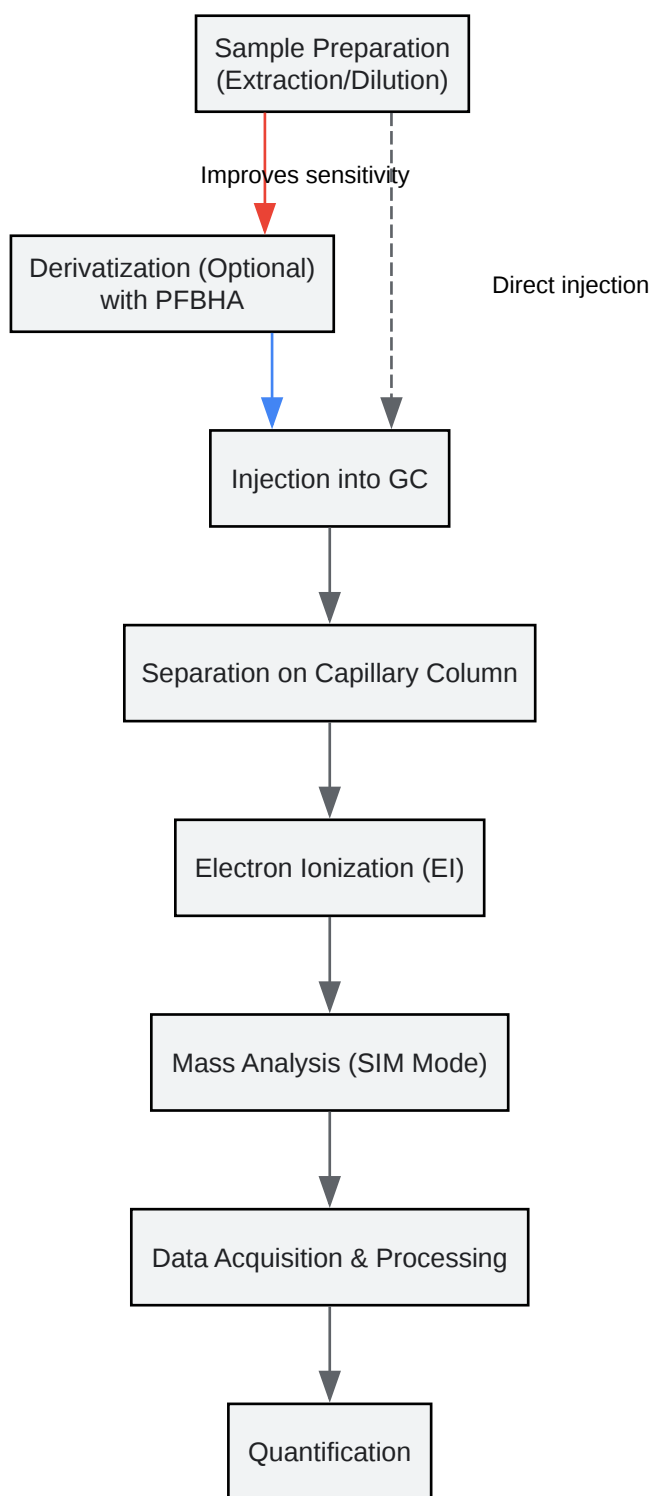 Sample Preparation
(Extraction/Dilution)
Improves sensitivity
Derivatization (Optional)
with PFBHA
Direct injection
Injection into GC
Separation on Capillary Column
Electron Ionization (EI)
Mass Analysis (SIM Mode)
Data Acquisition & Processing
Quantification